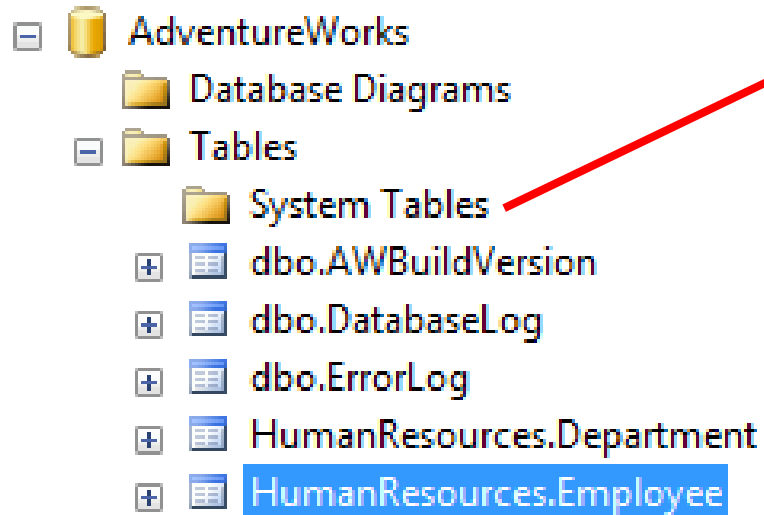 AdventureWorks
Database Diagrams
Tables
System Tables
dbo.AWBuildVersion
dbo.DatabaseLog
dbo.ErrorLog
HumanResources.Department
HumanResources.Employee